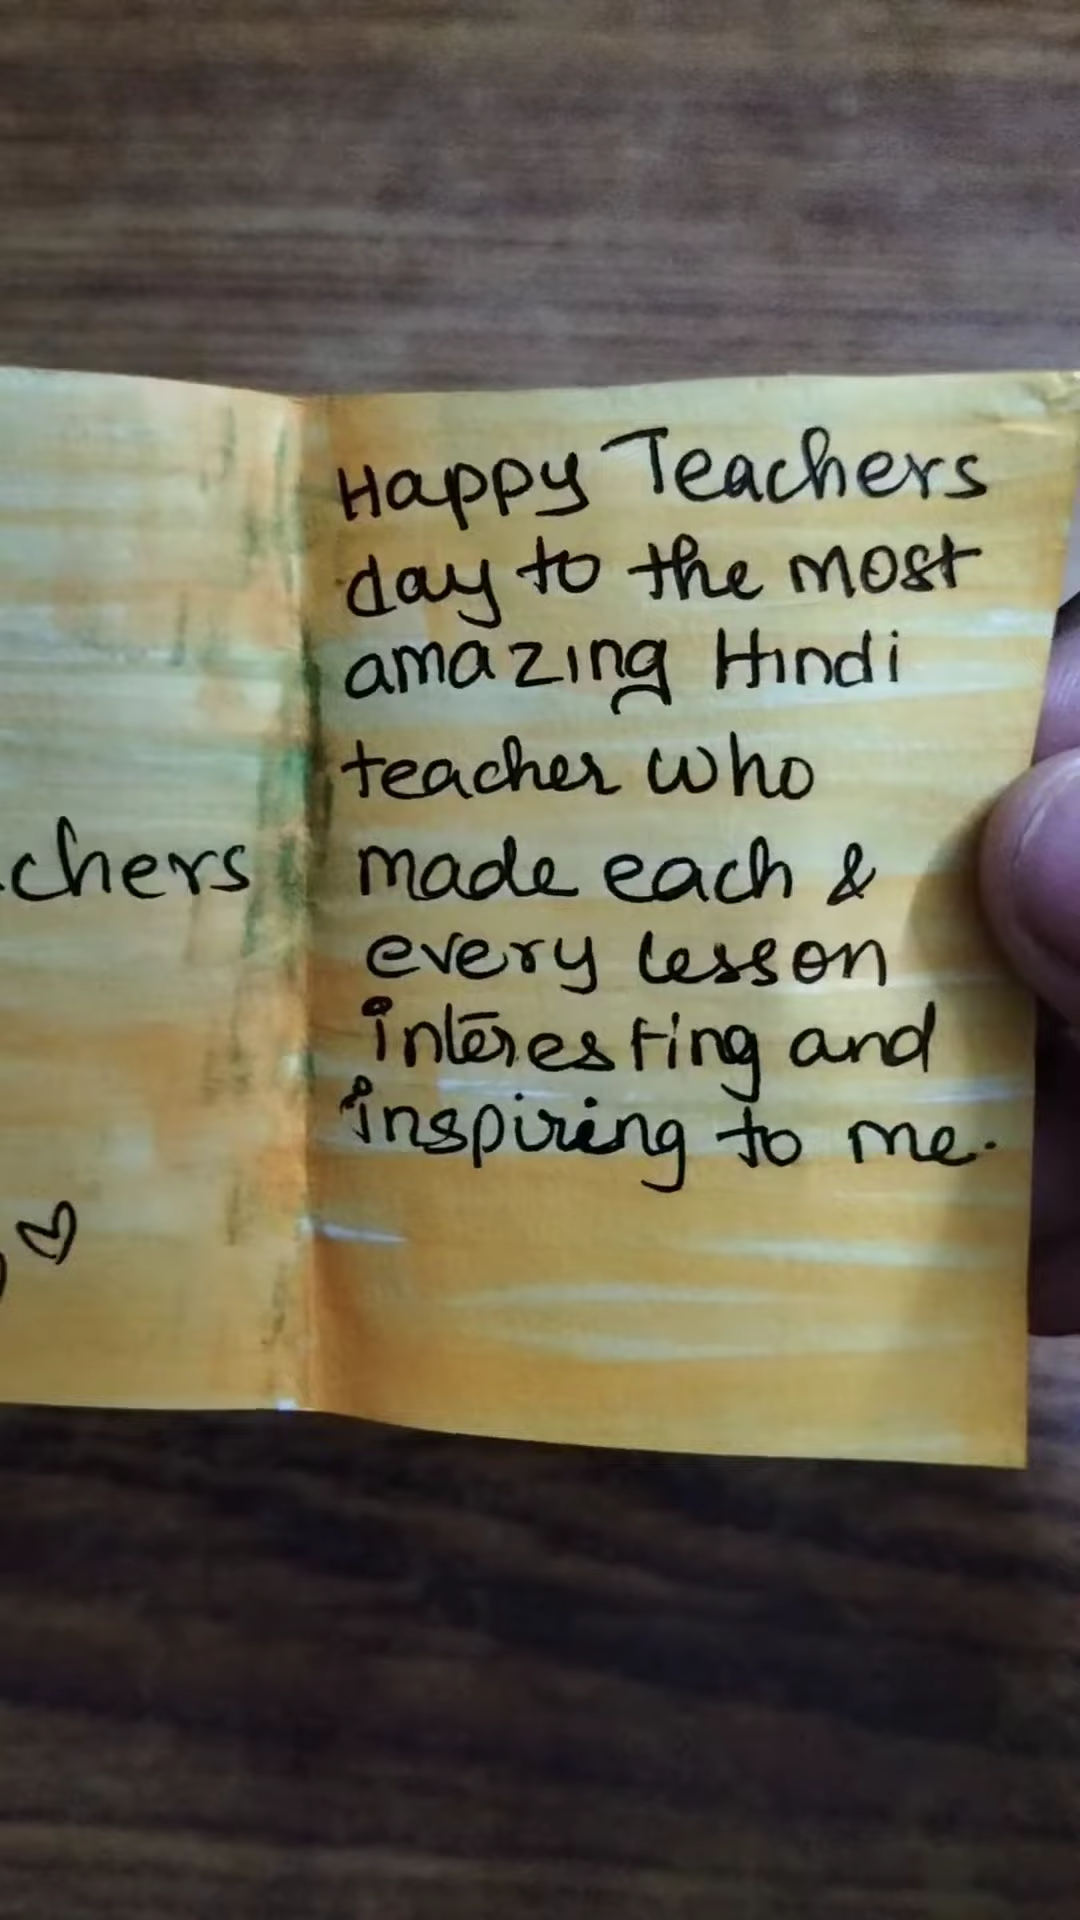 chers
Happy Teachers
day to the most
amazing Hindi
teacher who
made each &
every lesson
interesting and
inspiring to me.